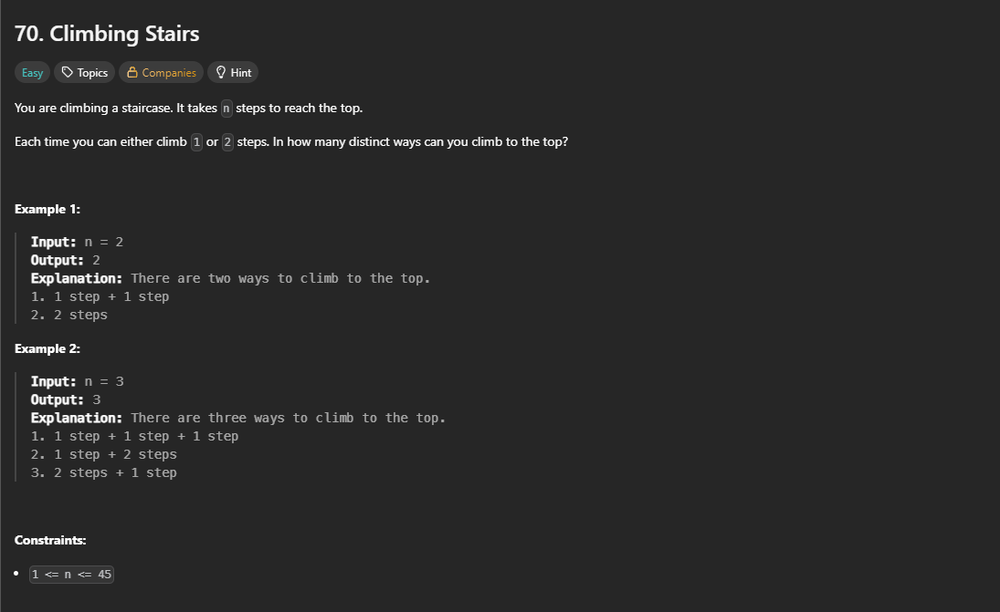 70. Climbing Stairs
Easy Topics Companies Hint
You are climbing a staircase. It takes n steps to reach the top.
Each time you can either climb 1 or 2 steps. In how many distinct ways can you climb to the top?
Example 1:
Input: n = 2
Output: 2
Explanation: There are two ways to climb to the top.
1. 1 step + 1 step
2. 2 steps
Example 2:
Input: n = 3
Output: 3
Explanation: There are three ways to climb to the top.
1. 1 step + 1 step + 1 step
2. 1 step + 2 steps
3. 2 steps + 1 step
Constraints:
• 1 <= n <= 45